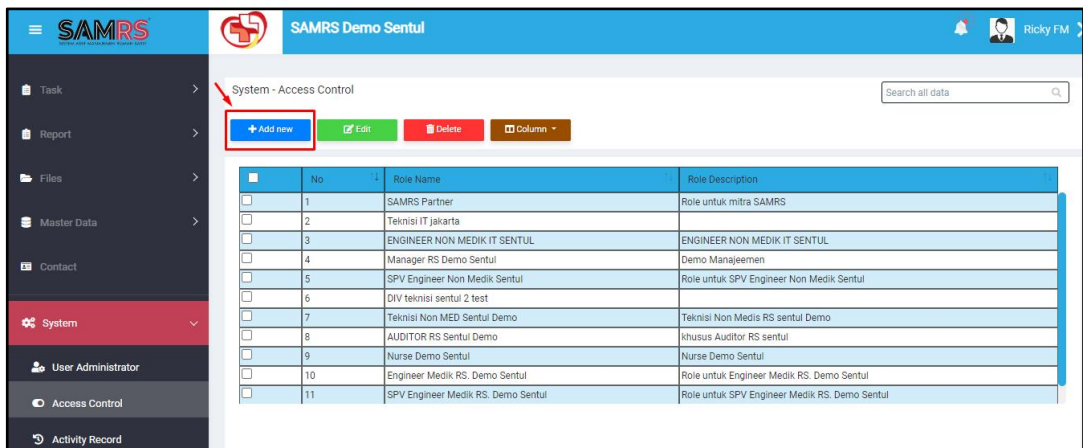 SAMRS
SAMRS Demo Sentul
Ricky FM
Task
Report
Files
Master Data
Contact
System
User Administrator
Access Control
Activity Record
System - Access Control
Search all data
Add new
Edit
Delete
Column
No Role Name Role Description
1 SAMRS Partner Role untuk mitra SAMRS
2 Teknisi IT jakarta
3 ENGINEER NON MEDIK IT SENTUL ENGINEER NON MEDIK IT SENTUL
4 Manager RS Demo Sentul Demo Manajeemen
5 SPV Engineer Non Medik Sentul Role untuk SPV Engineer Non Medik Sentul
6 DIV teknisi sentul 2 test
7 Teknisi Non MED Sentul Demo Teknisi Non Medis RS sentul Demo
8 AUDITOR RS Sentul Demo khusus Auditor RS sentul
9 Nurse Demo Sentul Nurse Demo Sentul
10 Engineer Medik RS. Demo Sentul Role untuk Engineer Medik RS. Demo Sentul
11 SPV Engineer Medik RS. Demo Sentul Role untuk SPV Engineer Medik RS. Demo Sentul